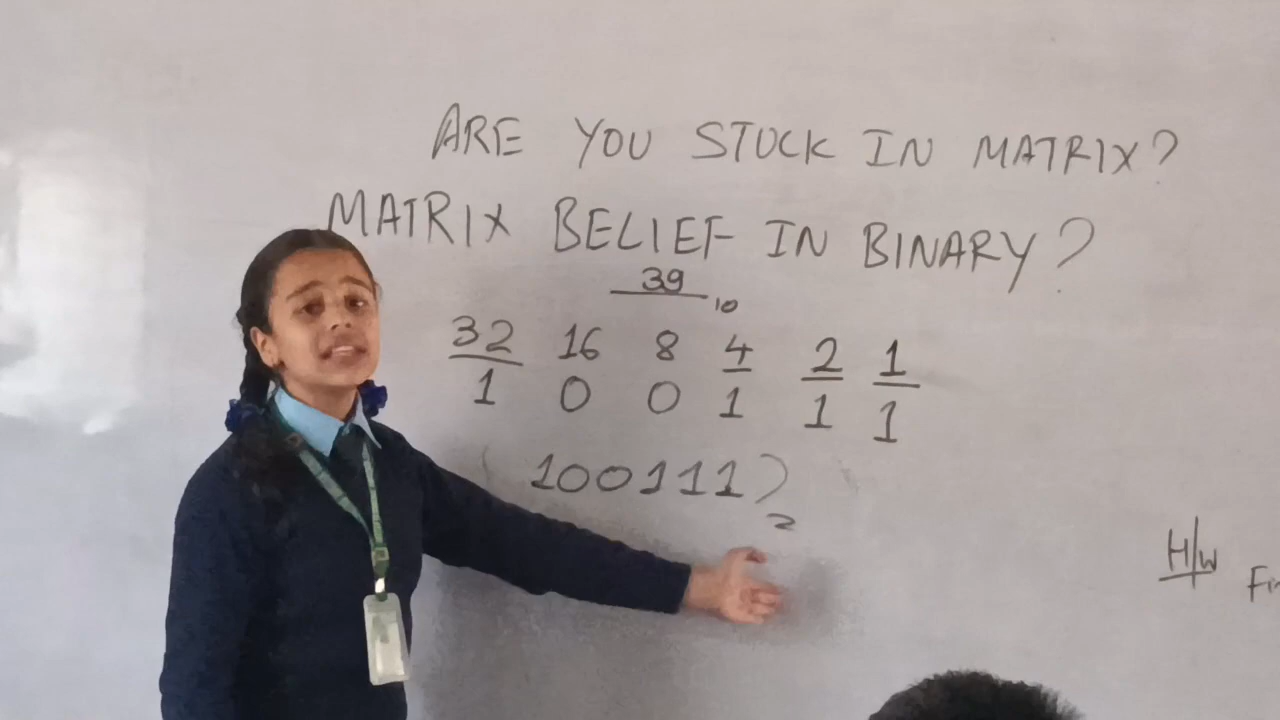 ARE YOU STUCK IN MATRIX?
MATRIX BELIEF IN BINARY?
39 10
32 16 8 4 2 1
1 0 0 1 1 1
( 100111)2
H/W